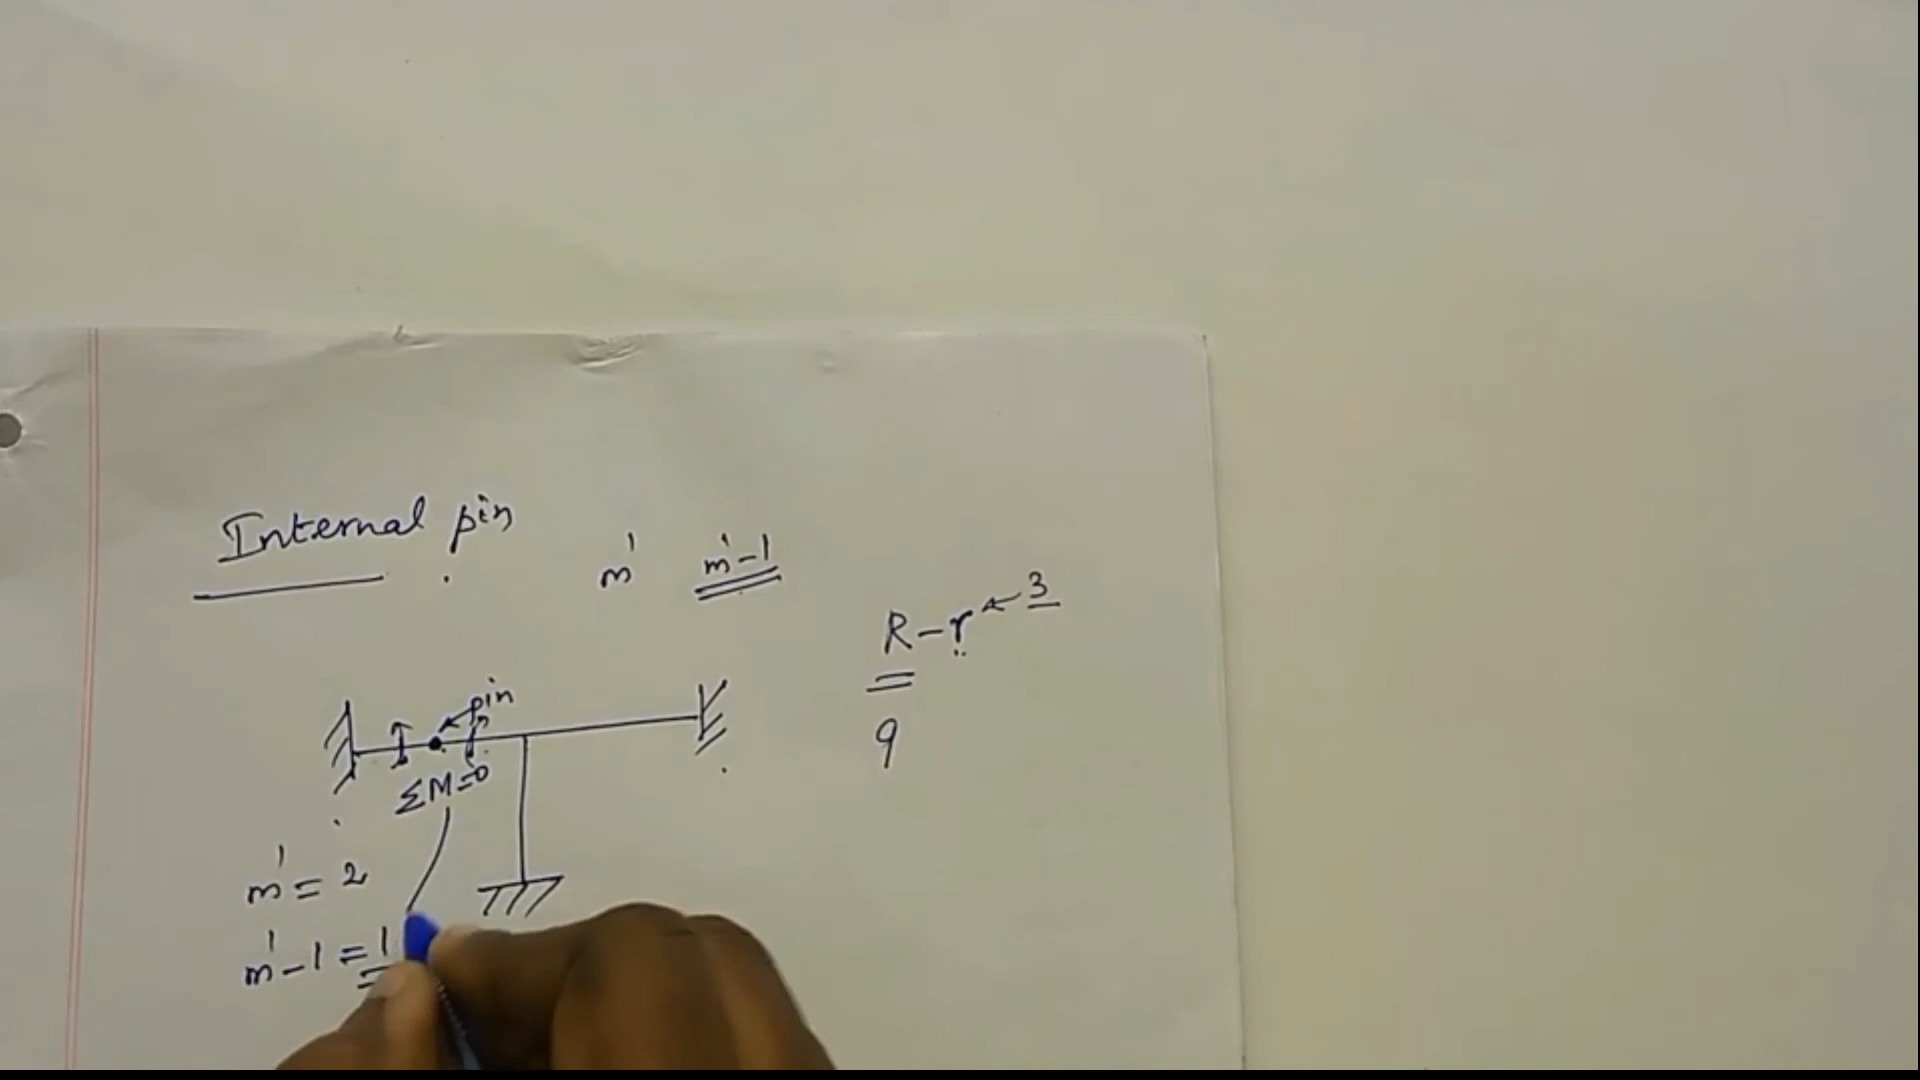 Internal pin
m' m'-1
R-r ← 3
9
pin
ΣM=0
m' = 2
m'-1 = 1